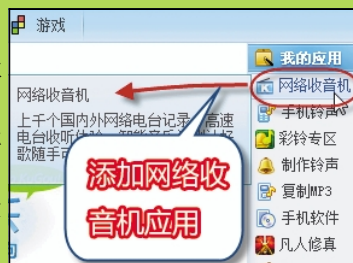 游戏
我的应用
网络收音机
网络收音机
上千个国内外网络电台记录 高速
电台收听
歌随手可
手机铃声
彩铃专区
制作铃声
复制MP3
手机软件
凡人修真
添加网络收
音机应用